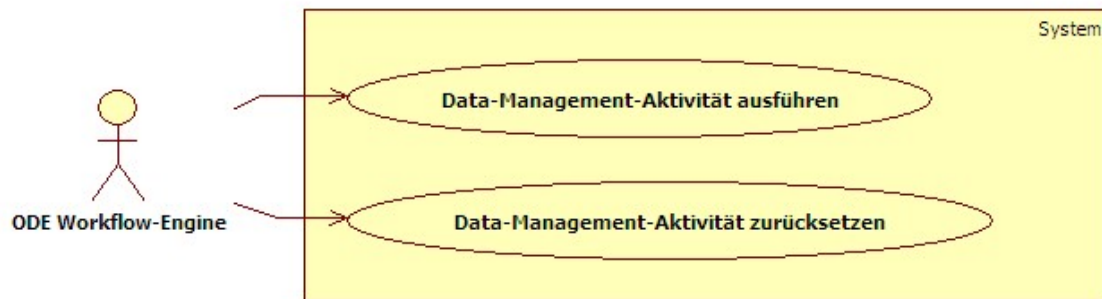 System
Data-Management-Aktivität ausführen
ODE Workflow-Engine
Data-Management-Aktivität zurücksetzen